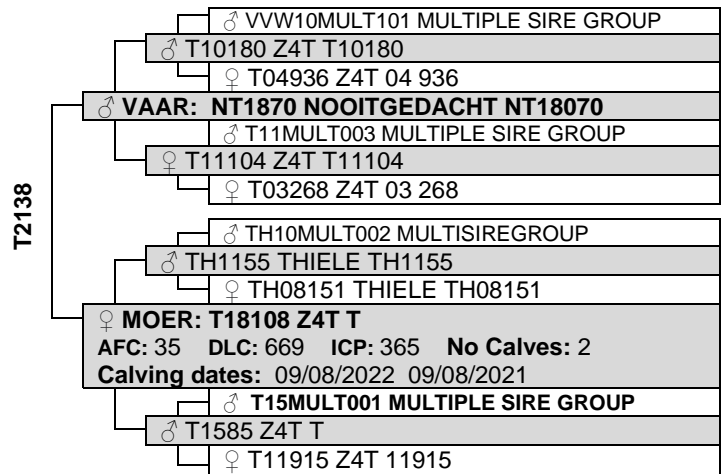 ♂ VVW10MULT101 MULTIPLE SIRE GROUP
♂ T10180 Z4T T10180
♀ T04936 Z4T 04 936
♂ VAAR: NT1870 NOOITGEDACHT NT18070
♂ T11MULT003 MULTIPLE SIRE GROUP
♀ T11104 Z4T T11104
♀ T03268 Z4T 03 268
T2138
♂ TH10MULT002 MULTISIREGROUP
♂ TH1155 THIELE TH1155
♀ TH08151 THIELE TH08151
♀ MOER: T18108 Z4T T
AFC: 35 DLC: 669 ICP: 365 No Calves: 2
Calving dates: 09/08/2022 09/08/2021
♂ T15MULT001 MULTIPLE SIRE GROUP
♂ T1585 Z4T T
♀ T11915 Z4T 11915